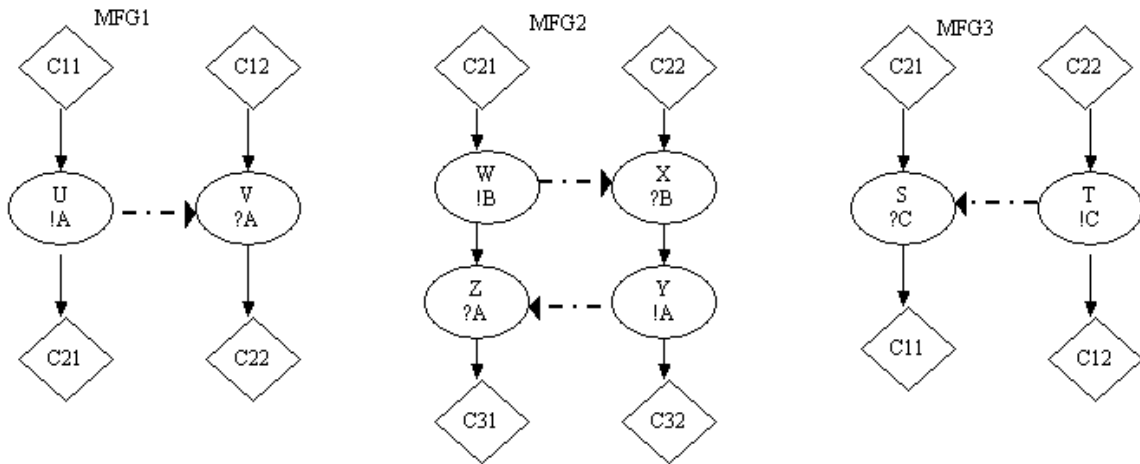 MFG1
C11
C12
U
!A
V
?A
C21
C22
MFG2
C21
C22
W
!B
X
?B
Z
?A
Y
!A
C31
C32
MFG3
C21
C22
S
?C
T
!C
C11
C12